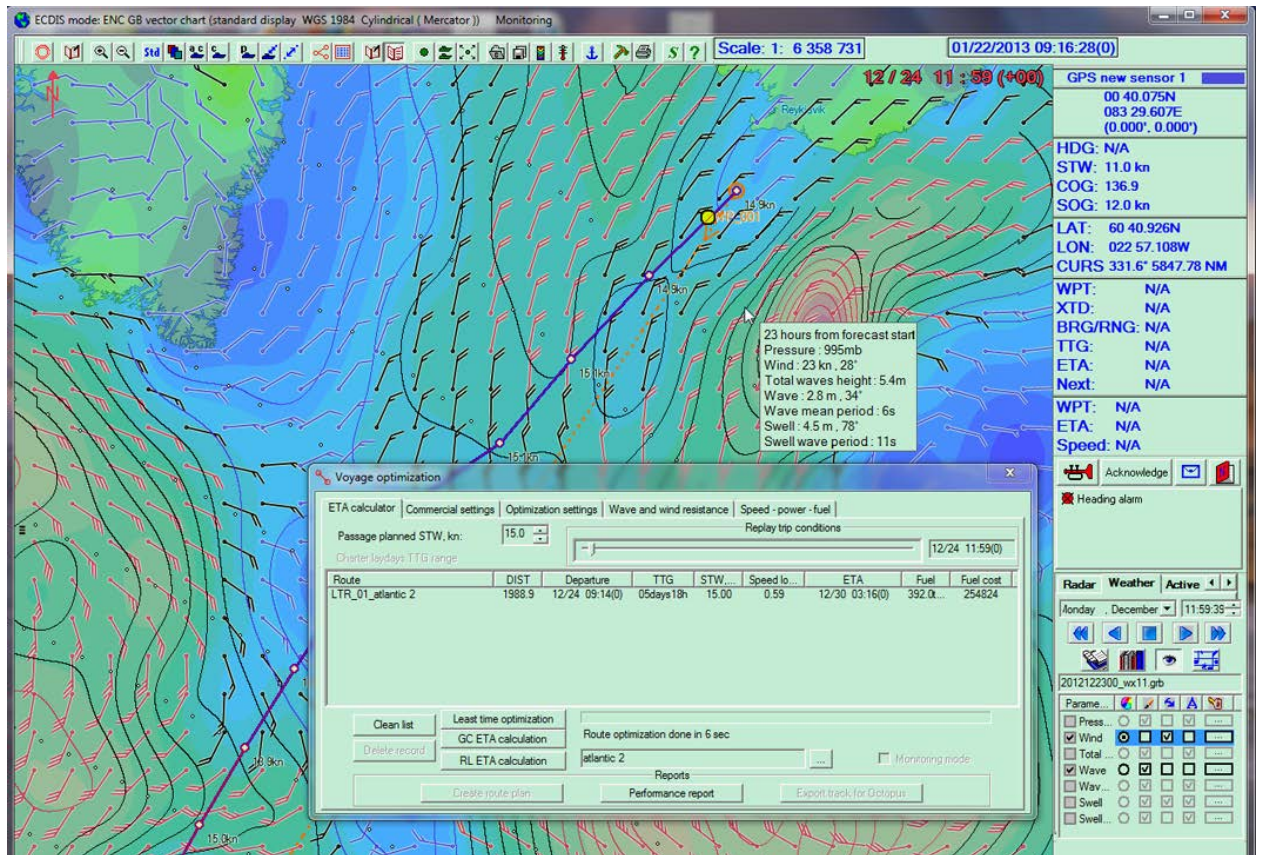 ECDIS mode: ENC GB vector chart (standard display WGS 1984 Cylindrical ( Mercator )) Monitoring
Std
S ?
Scale: 1: 6 358 731
01/22/2013 09:16:28(0)
12 / 24 11 : 59 (+00)
Reykjavik
14.9kn
14.9kn
15.1kn
15.1kn
13.9kn
15.0kn
23 hours from forecast start
Pressure : 995mb
Wind : 23 kn , 28°
Total waves height : 5.4m
Wave : 2.8 m , 34°
Wave mean period : 6s
Swell : 4.5 m , 78°
Swell wave period : 11s
Voyage optimization
ETA calculator Commercial settings Optimization settings Wave and wind resistance Speed - power - fuel
Passage planned STW, kn: 15.0
Replay trip conditions
Charter laydays TTG range
12/24 11:59(0)
Route DIST Departure TTG STW,... Speed lo... ETA Fuel Fuel cost
LTR_01_atlantic 2 1988.9 12/24 09:14(0) 05days18h 15.00 0.59 12/30 03:16(0) 392.0t... 254824
Clean list Least time optimization
Delete record GC ETA calculation Route optimization done in 6 sec
RL ETA calculation atlantic 2 ... Monitoring mode
Reports
Create route plan Performance report Export track for Octopus
GPS new sensor 1
00 40.075N
083 29.607E
(0.000°, 0.000°)
HDG: N/A
STW: 11.0 kn
COG: 136.9
SOG: 12.0 kn
LAT: 60 40.926N
LON: 022 57.108W
CURS 331.6° 5847.78 NM
WPT: N/A
XTD: N/A
BRG/RNG: N/A
TTG: N/A
ETA: N/A
Next: N/A
WPT: N/A
ETA: N/A
Speed: N/A
Acknowledge
Heading alarm
Radar Weather Active
December 11:59:39
2012122300_wx11.grb
Parame... A
Press... ...
Wind ...
Total ... ...
Wave ...
Wav... ...
Swell ...
Swell... ...